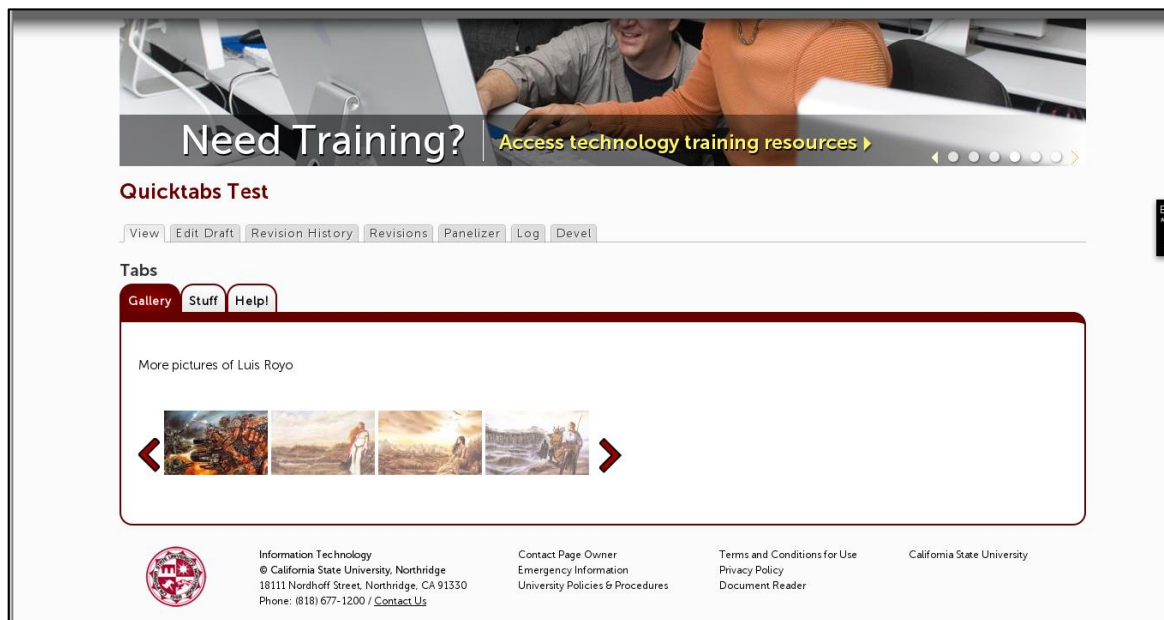 Need Training?
Access technology training resources
Quicktabs Test
View Edit Draft Revision History Revisions Panelizer Log Devel
Tabs
Gallery Stuff Help!
More pictures of Luis Royo
Information Technology
© California State University, Northridge
18111 Nordhoff Street, Northridge, CA 91330
Phone: (818) 677-1200 / Contact Us
Contact Page Owner
Emergency Information
University Policies & Procedures
Terms and Conditions for Use
Privacy Policy
Document Reader
California State University